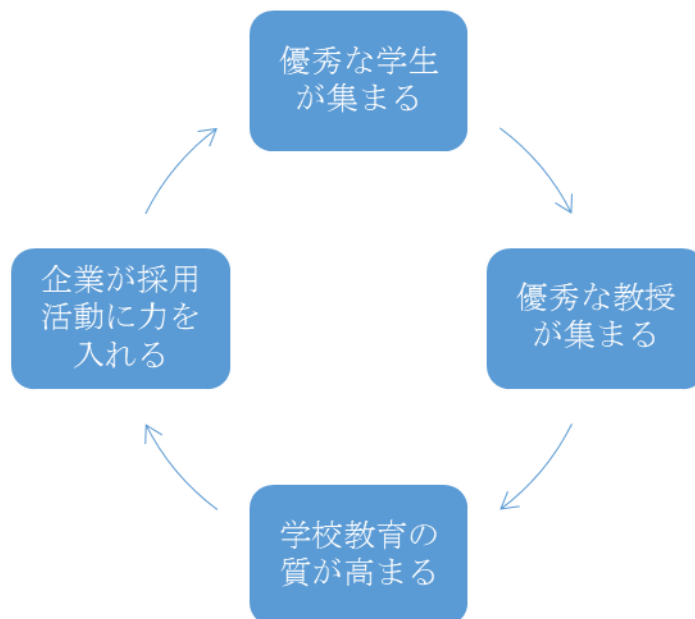 優秀な学生
が集まる
優秀な教授
が集まる
学校教育の
質が高まる
企業が採用
活動に力を
入れる